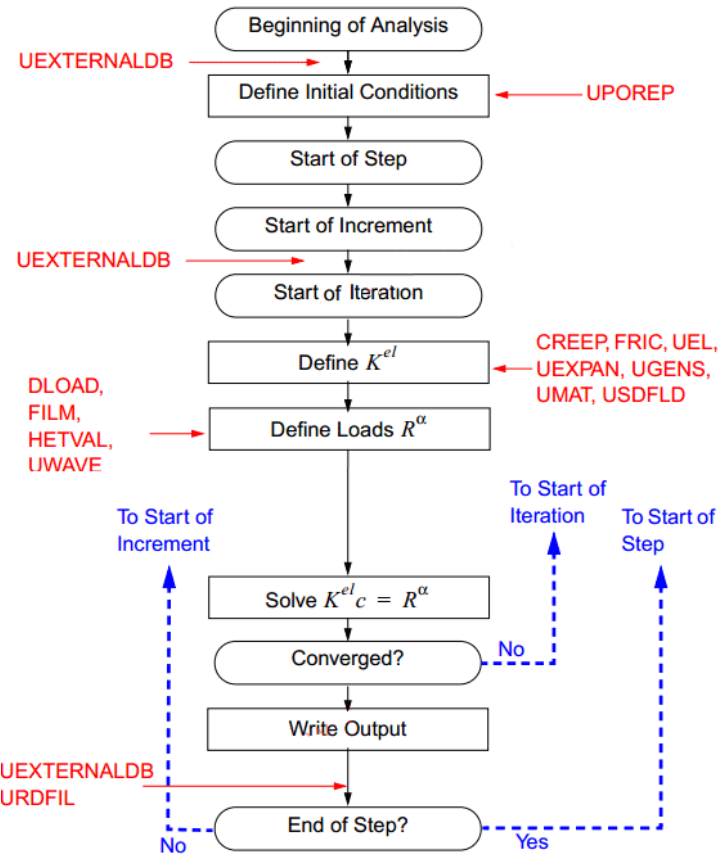 Beginning of Analysis
UEXTERNALDB
Define Initial Conditions
UPOREP
Start of Step
Start of Increment
UEXTERNALDB
Start of Iteration
Define K^el
CREEP, FRIC, UEL,
UEXPAN, UGENS,
UMAT, USDFLD
DLOAD,
FILM,
HETVAL,
UWAVE
Define Loads R^α
To Start of
Increment
To Start of
Iteration
To Start of
Step
Solve K^el c = R^α
Converged?
No
Write Output
UEXTERNALDB
URDFIL
End of Step?
No
Yes